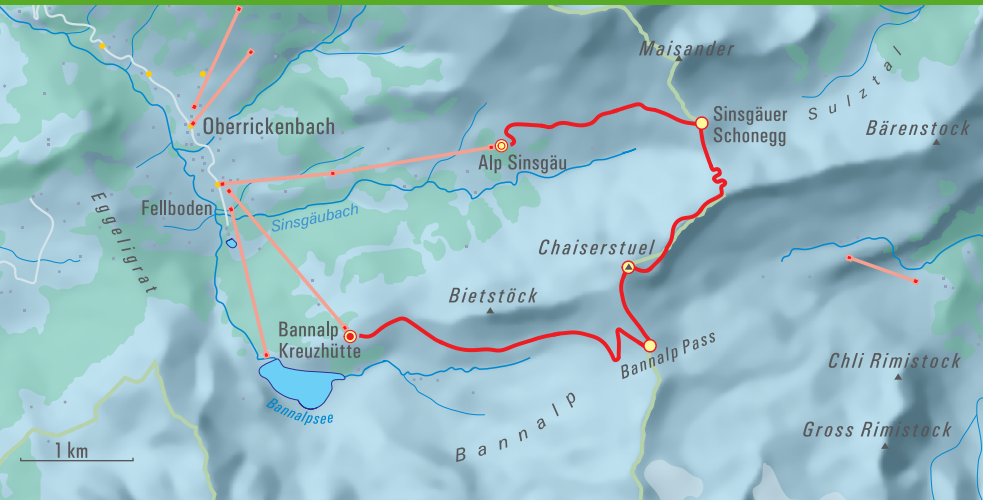 Maisander
Sinsgäuer
Schonegg
Sulztal
Bärenstock
Oberrickenbach
Alp Sinsgäu
Fellboden
Sinsgäubach
Eggeligrat
Chaiserstuel
Bietstöck
Bannalp
Kreuzhütte
Bannalp Pass
Chli Rimistock
Bannalpsee
Bannalp
Gross Rimistock
1 km